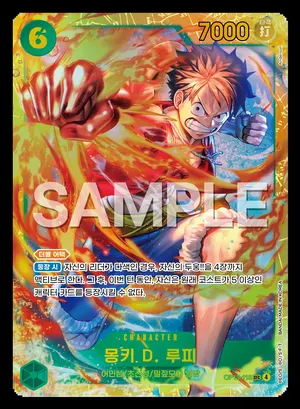 6
7000
打
SAMPLE
더블 어택
등장 시 자신의 리더가 다색인 경우, 자신의 두웅!!을 4장까지
액티브로 한다. 그 후, 이번 턴 동안, 자신은 원래 코스트가 5 이상인
캐릭터 카드를 등장시킬 수 없다.
CHARACTER
몽키. D. 루피